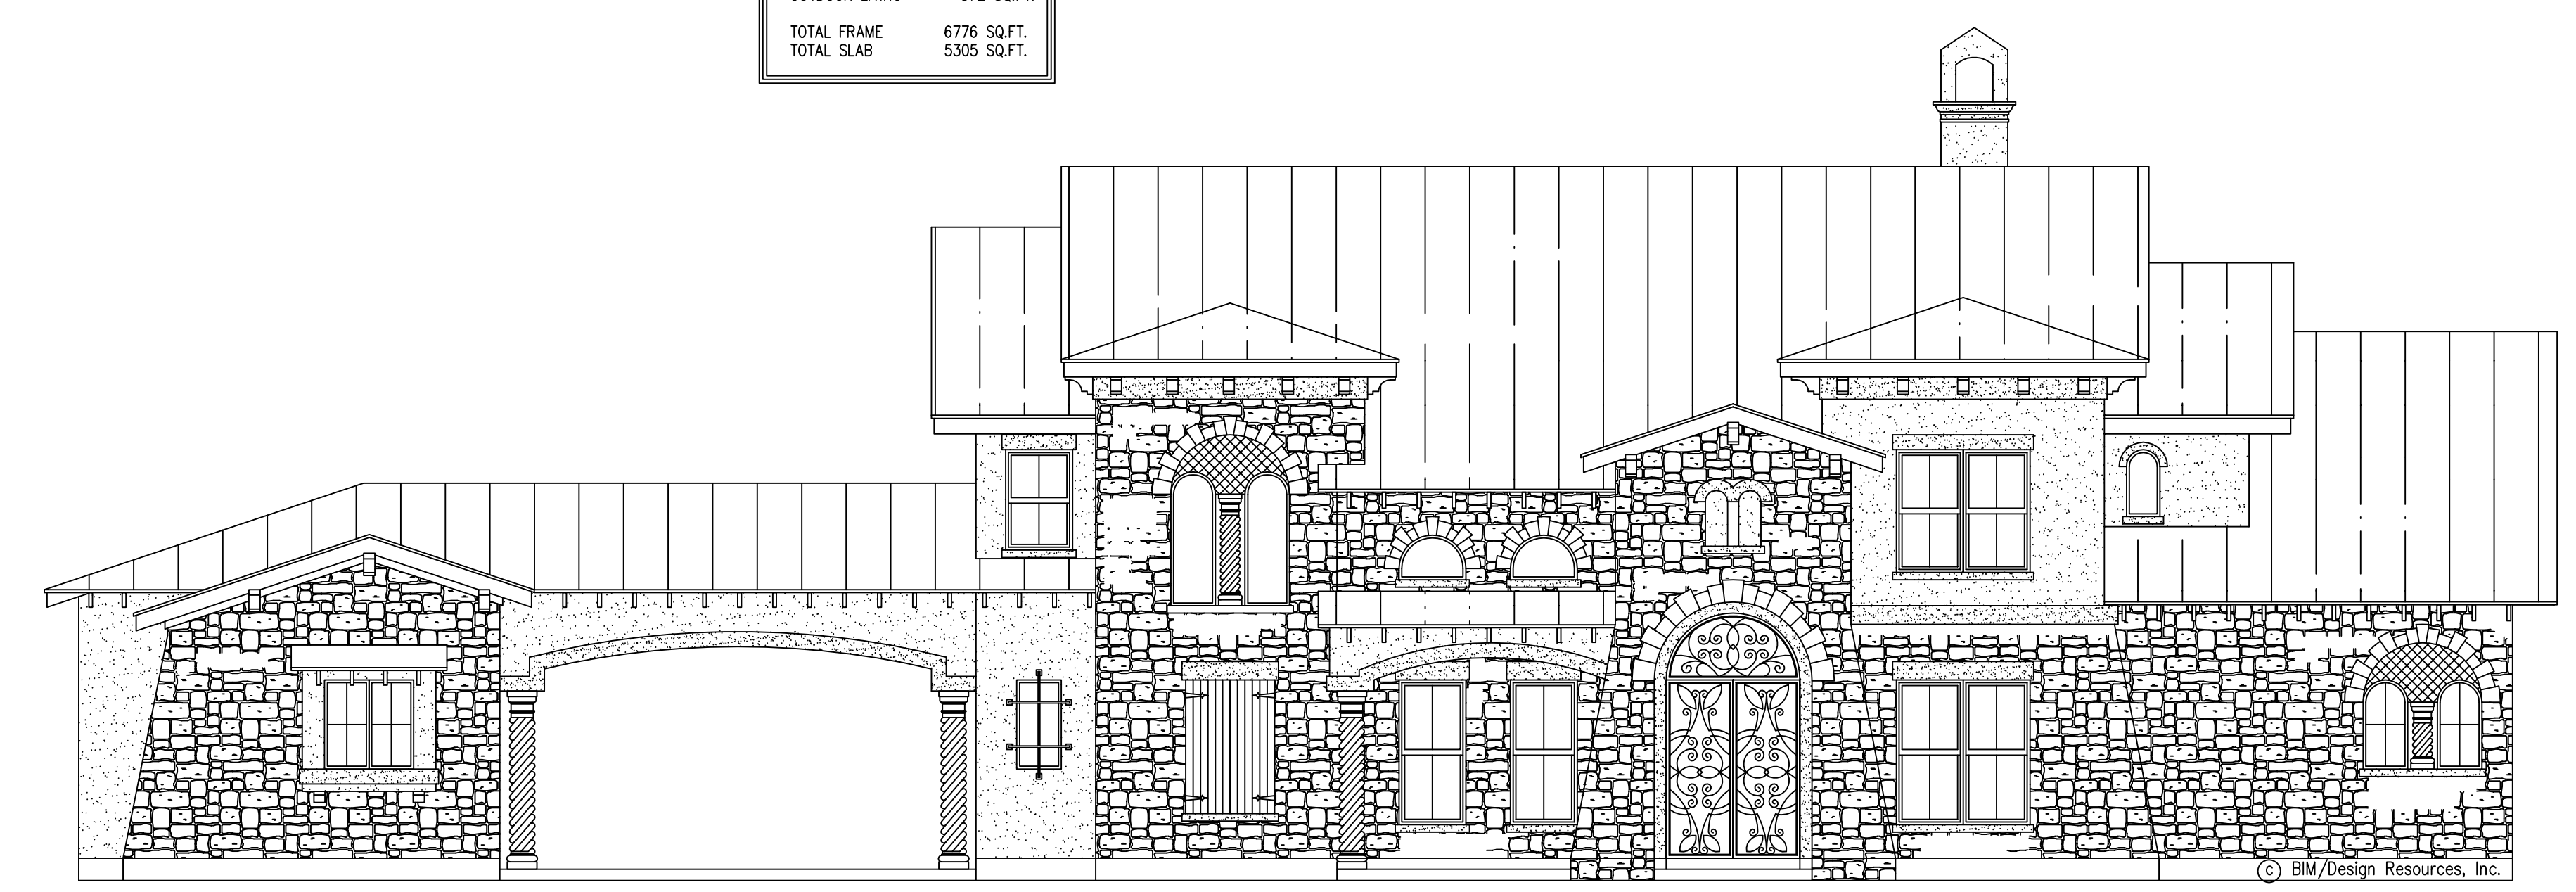 TOTAL FRAME 6776 SQ.FT.
TOTAL SLAB 5305 SQ.FT.
© BIM/Design Resources, Inc.